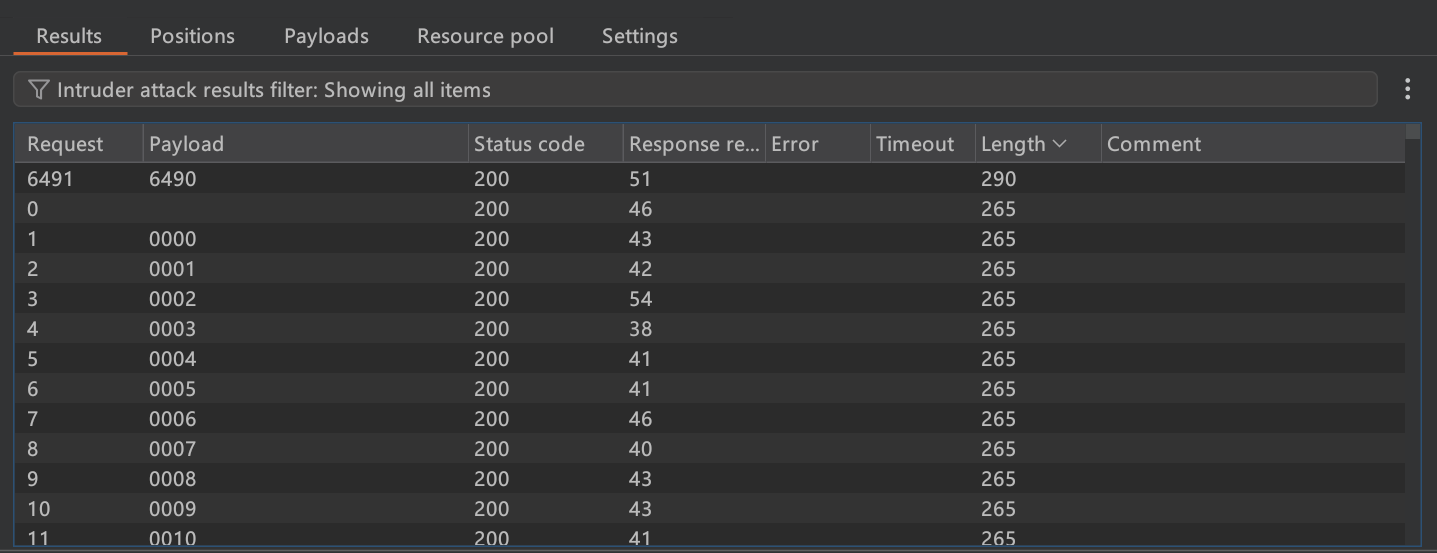 Results Positions Payloads Resource pool Settings
Intruder attack results filter: Showing all items
Request Payload Status code Response re... Error Timeout Length Comment
6491 6490 200 51 290
0 200 46 265
1 0000 200 43 265
2 0001 200 42 265
3 0002 200 54 265
4 0003 200 38 265
5 0004 200 41 265
6 0005 200 41 265
7 0006 200 46 265
8 0007 200 40 265
9 0008 200 43 265
10 0009 200 43 265
11 0010 200 41 265